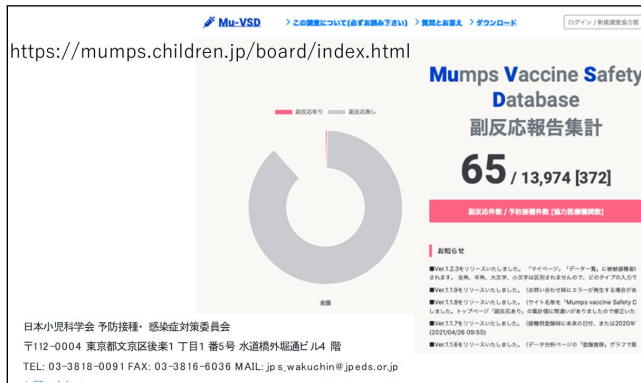 Mu-VSD
> この調査について(必ずお読み下さい) > 質問とお答え > ダウンロード
ログイン / 新規調査協力医
https://mumps.children.jp/board/index.html
Mumps Vaccine Safety
Database
副反応報告集計
副反応有り 副反応無し
65 / 13,974 [372]
副反応件数 / 予防接種件数 [協力医療機関数]
全国
お知らせ
■Ver.1.2.3をリリースいたしました。 「マイページ」「データ一覧」に被接種者
されます。 全角、半角、大文字、小文字は区別されませんので、どのタイプの入力で
■Ver.1.1.9をリリースいたしました。 (お問い合わせ時にエラーが発生する場合があ
■Ver.1.1.8をリリースいたしました。 (サイト名称を「Mumps vaccine Safety D
しました。トップページ「副反応あり」の集計値に間違いがありましたので修正いた
■Ver.1.1.7をリリースいたしました。 (接種例登録時に未来の日付、または2020年
(2021/04/26 09:50)
■Ver.1.1.6をリリースいたしました。 (データ分析ページの「登録推移」グラフで規
日本小児科学会 予防接種・ 感染症対策委員会
〒112-0004 東京都文京区後楽1 丁目1 番5号 水道橋外堀通ビル4 階
TEL: 03-3818-0091 FAX: 03-3816-6036 MAIL: jps_wakuchin@jpeds.or.jp